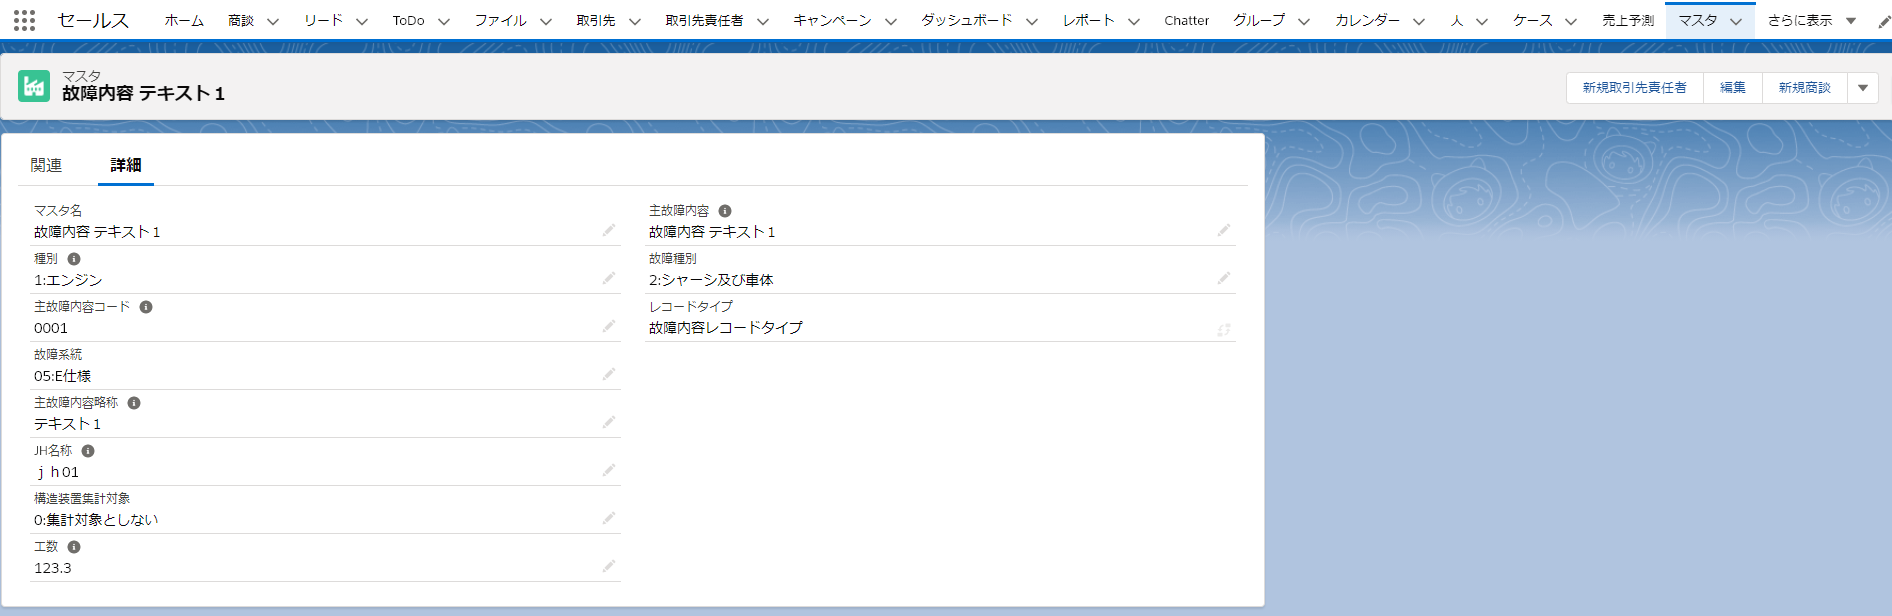 セールス ホーム 商談 リード ToDo ファイル 取引先 取引先責任者 キャンペーン ダッシュボード レポート Chatter グループ カレンダー 人 ケース 売上予測 マスタ さらに表示
マスタ
故障内容 テキスト１
新規取引先責任者 編集 新規商談
関連 詳細
マスタ名
故障内容 テキスト１
主故障内容
故障内容 テキスト１
種別
1:エンジン
故障種別
2:シャーシ及び車体
主故障内容コード
0001
レコードタイプ
故障内容レコードタイプ
故障系統
05:E仕様
主故障内容略称
テキスト１
JH名称
ｊｈ01
構造装置集計対象
0:集計対象としない
工数
123.3